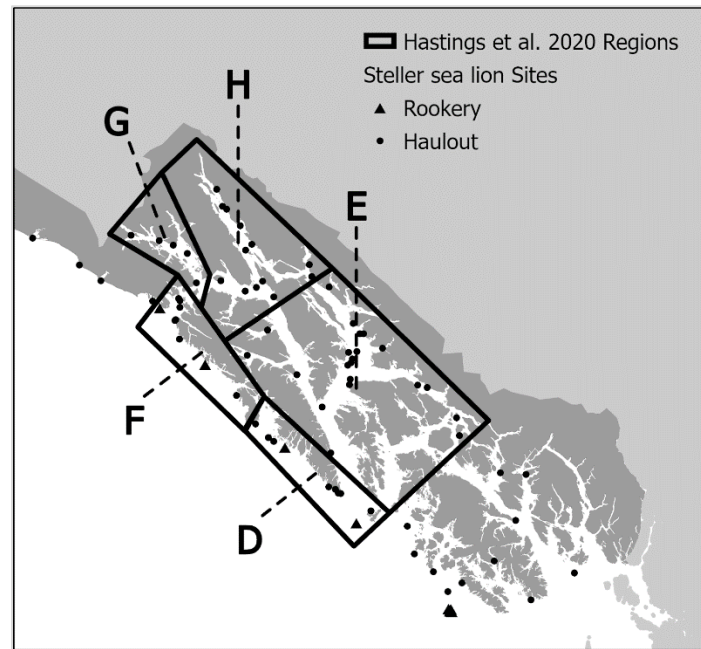 Hastings et al. 2020 Regions
Steller sea lion Sites
Rookery
Haulout
H
G
E
F
D